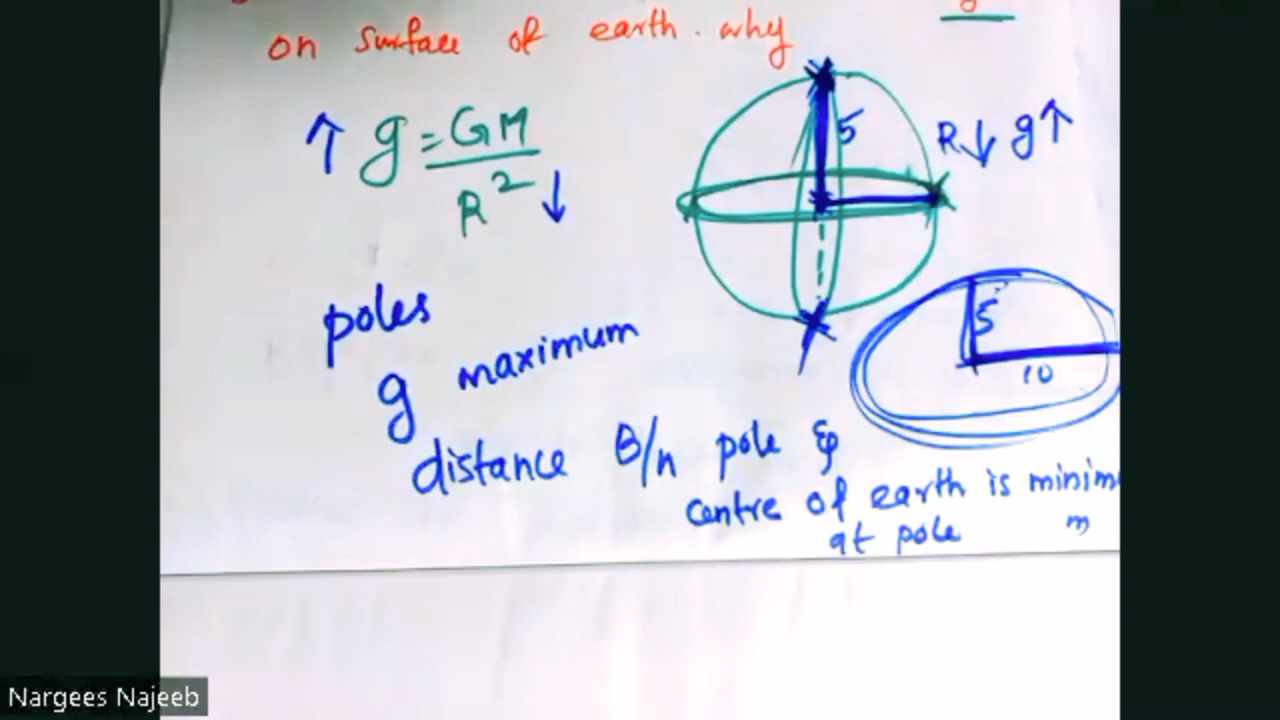 g
on surface of earth. why
↑ g = GM
R² ↓
5
R↓ g↑
poles
g maximum
5
10
distance B/n pole &
centre of earth is minim
m
at pole
Nargees Najeeb